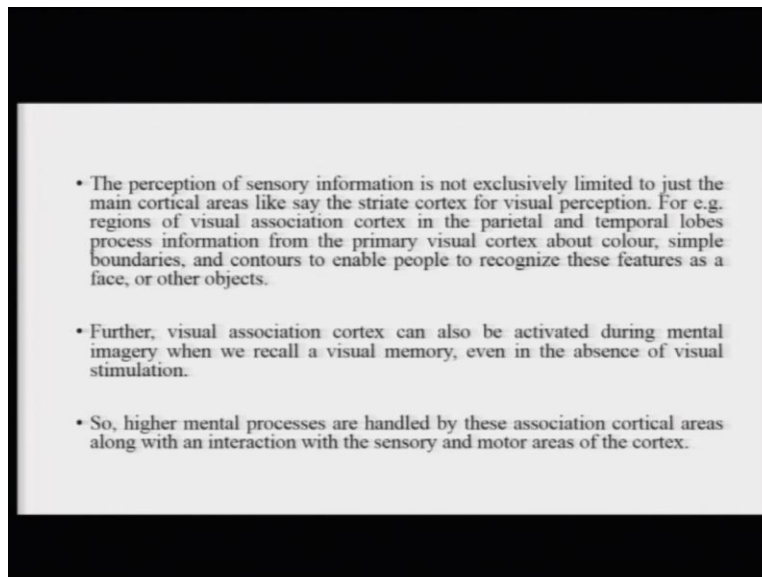 • The perception of sensory information is not exclusively limited to just the
main cortical areas like say the striate cortex for visual perception. For e.g.
regions of visual association cortex in the parietal and temporal lobes
process information from the primary visual cortex about colour, simple
boundaries, and contours to enable people to recognize these features as a
face, or other objects.
• Further, visual association cortex can also be activated during mental
imagery when we recall a visual memory, even in the absence of visual
stimulation.
• So, higher mental processes are handled by these association cortical areas
along with an interaction with the sensory and motor areas of the cortex.